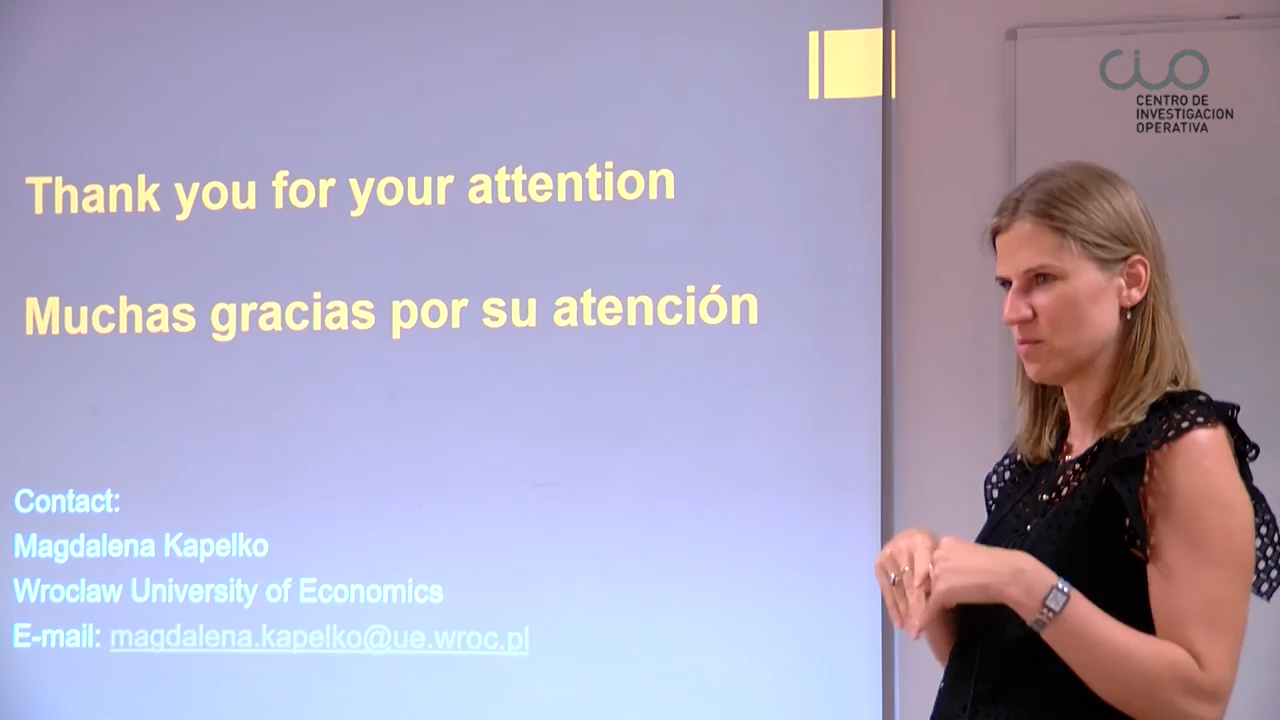 CIO
CENTRO DE
INVESTIGACION
OPERATIVA
Thank you for your attention
Muchas gracias por su atención
Contact:
Magdalena Kapelko
Wroclaw University of Economics
E-mail: magdalena.kapelko@ue.wroc.pl